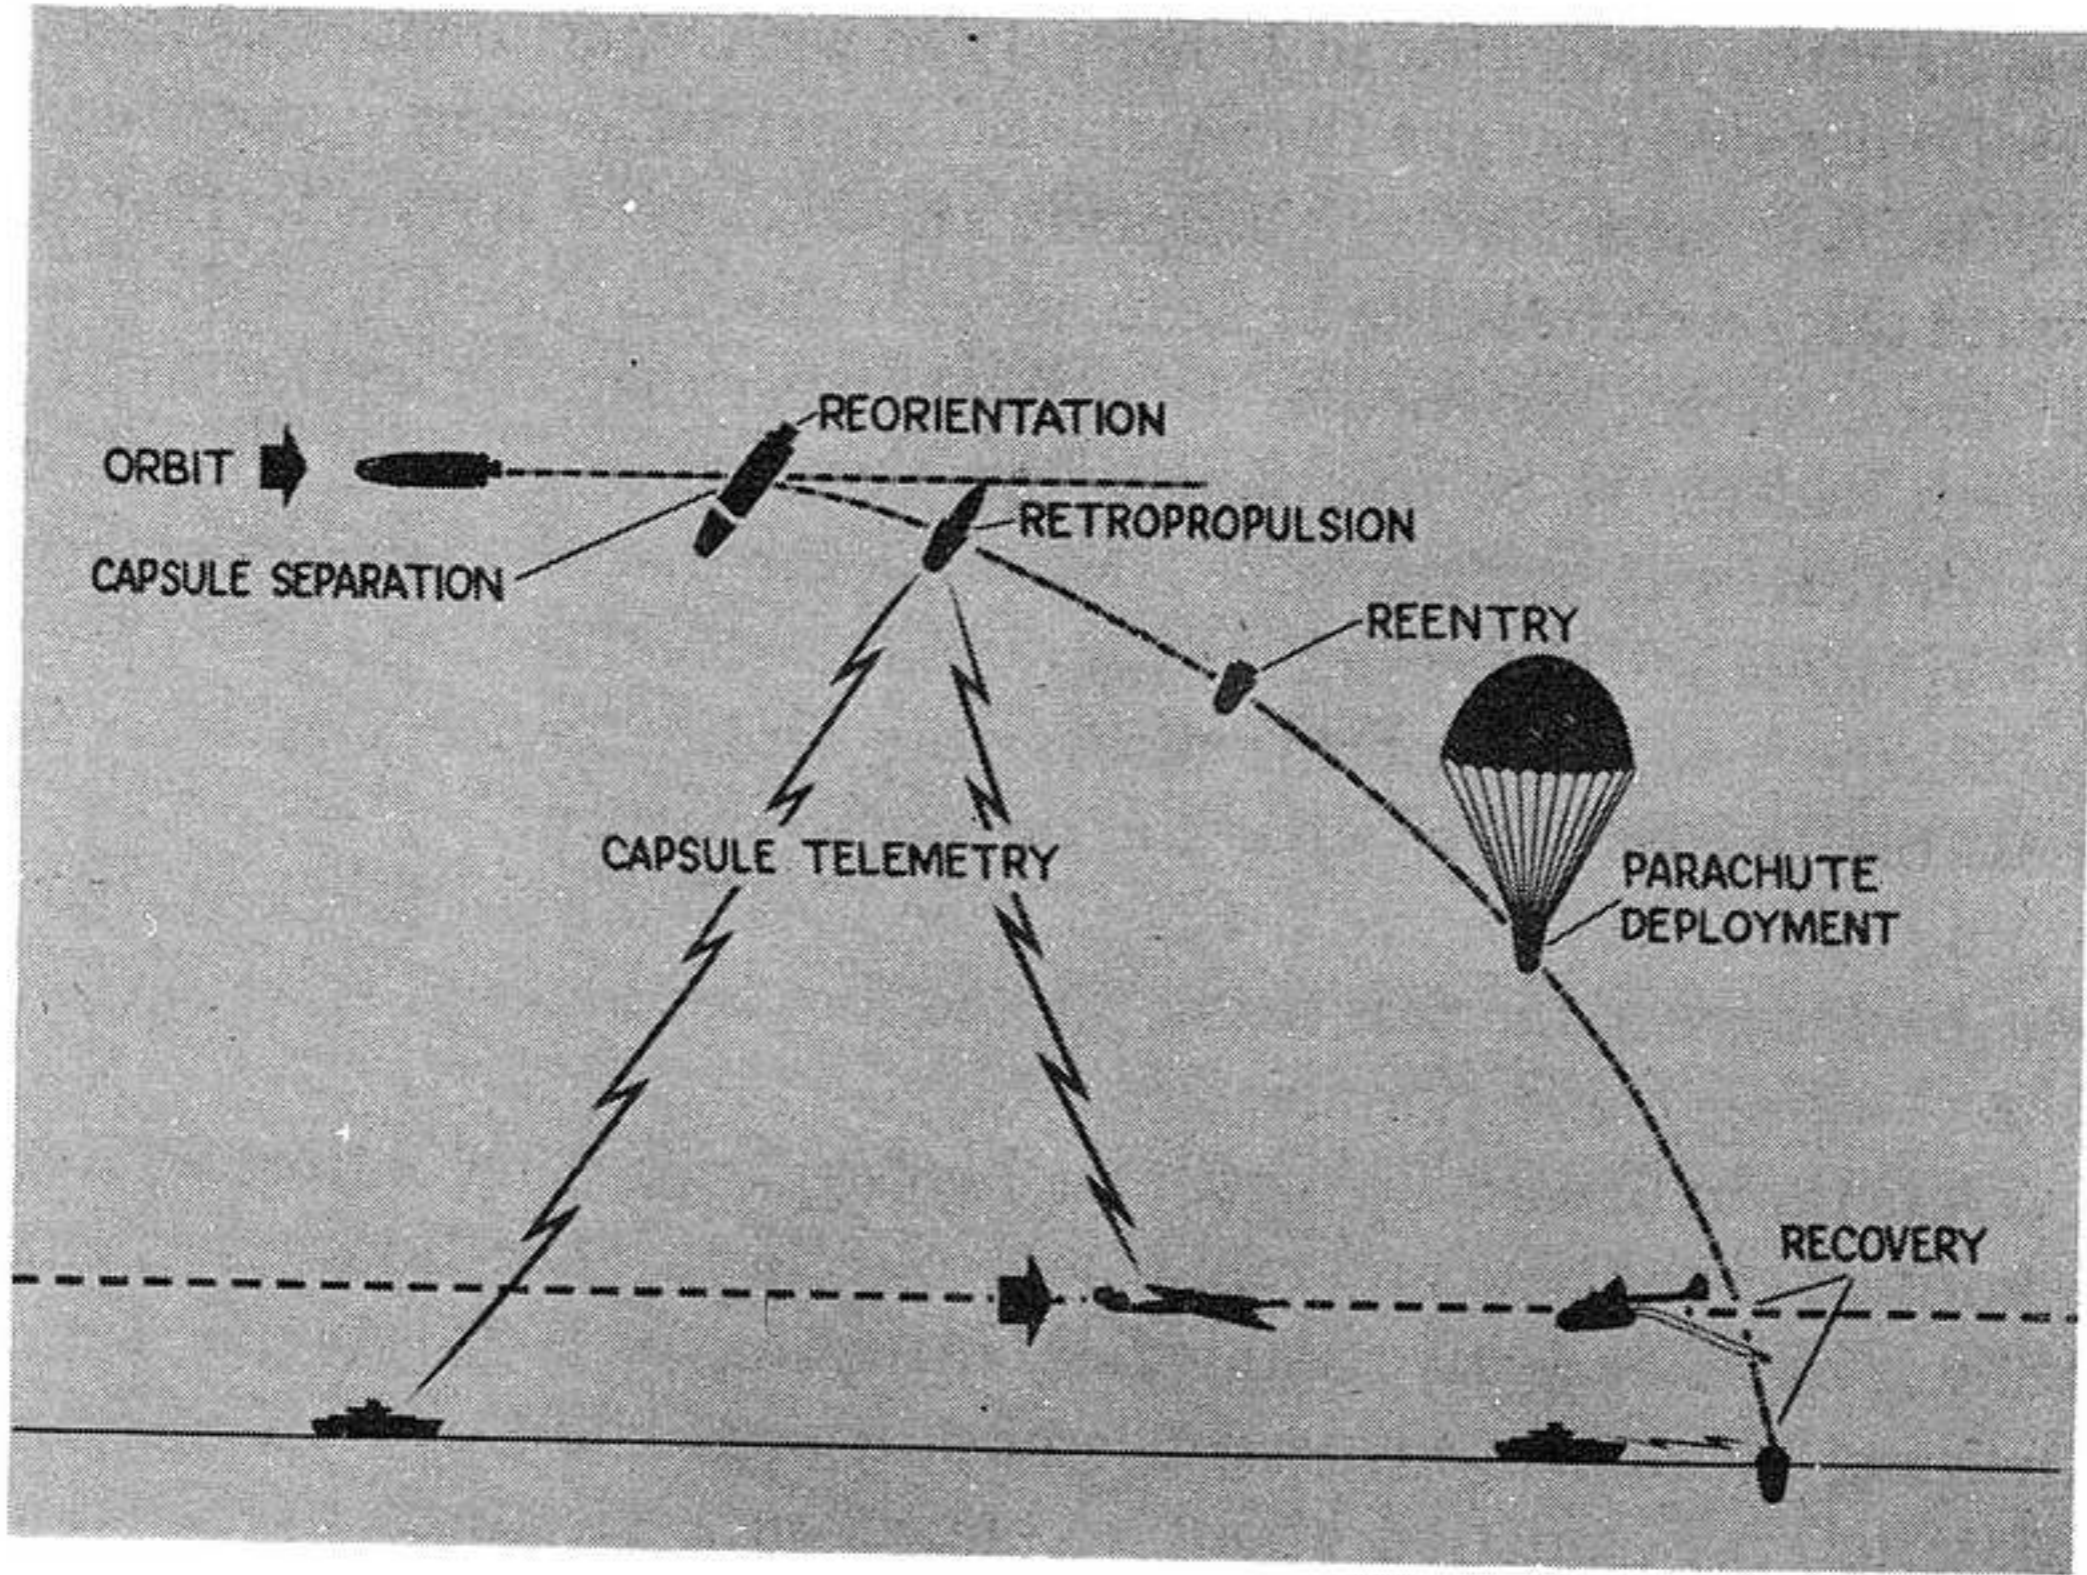 REORIENTATION
ORBIT
RETROPROPULSION
CAPSULE SEPARATION
REENTRY
CAPSULE TELEMETRY
PARACHUTE
DEPLOYMENT
RECOVERY